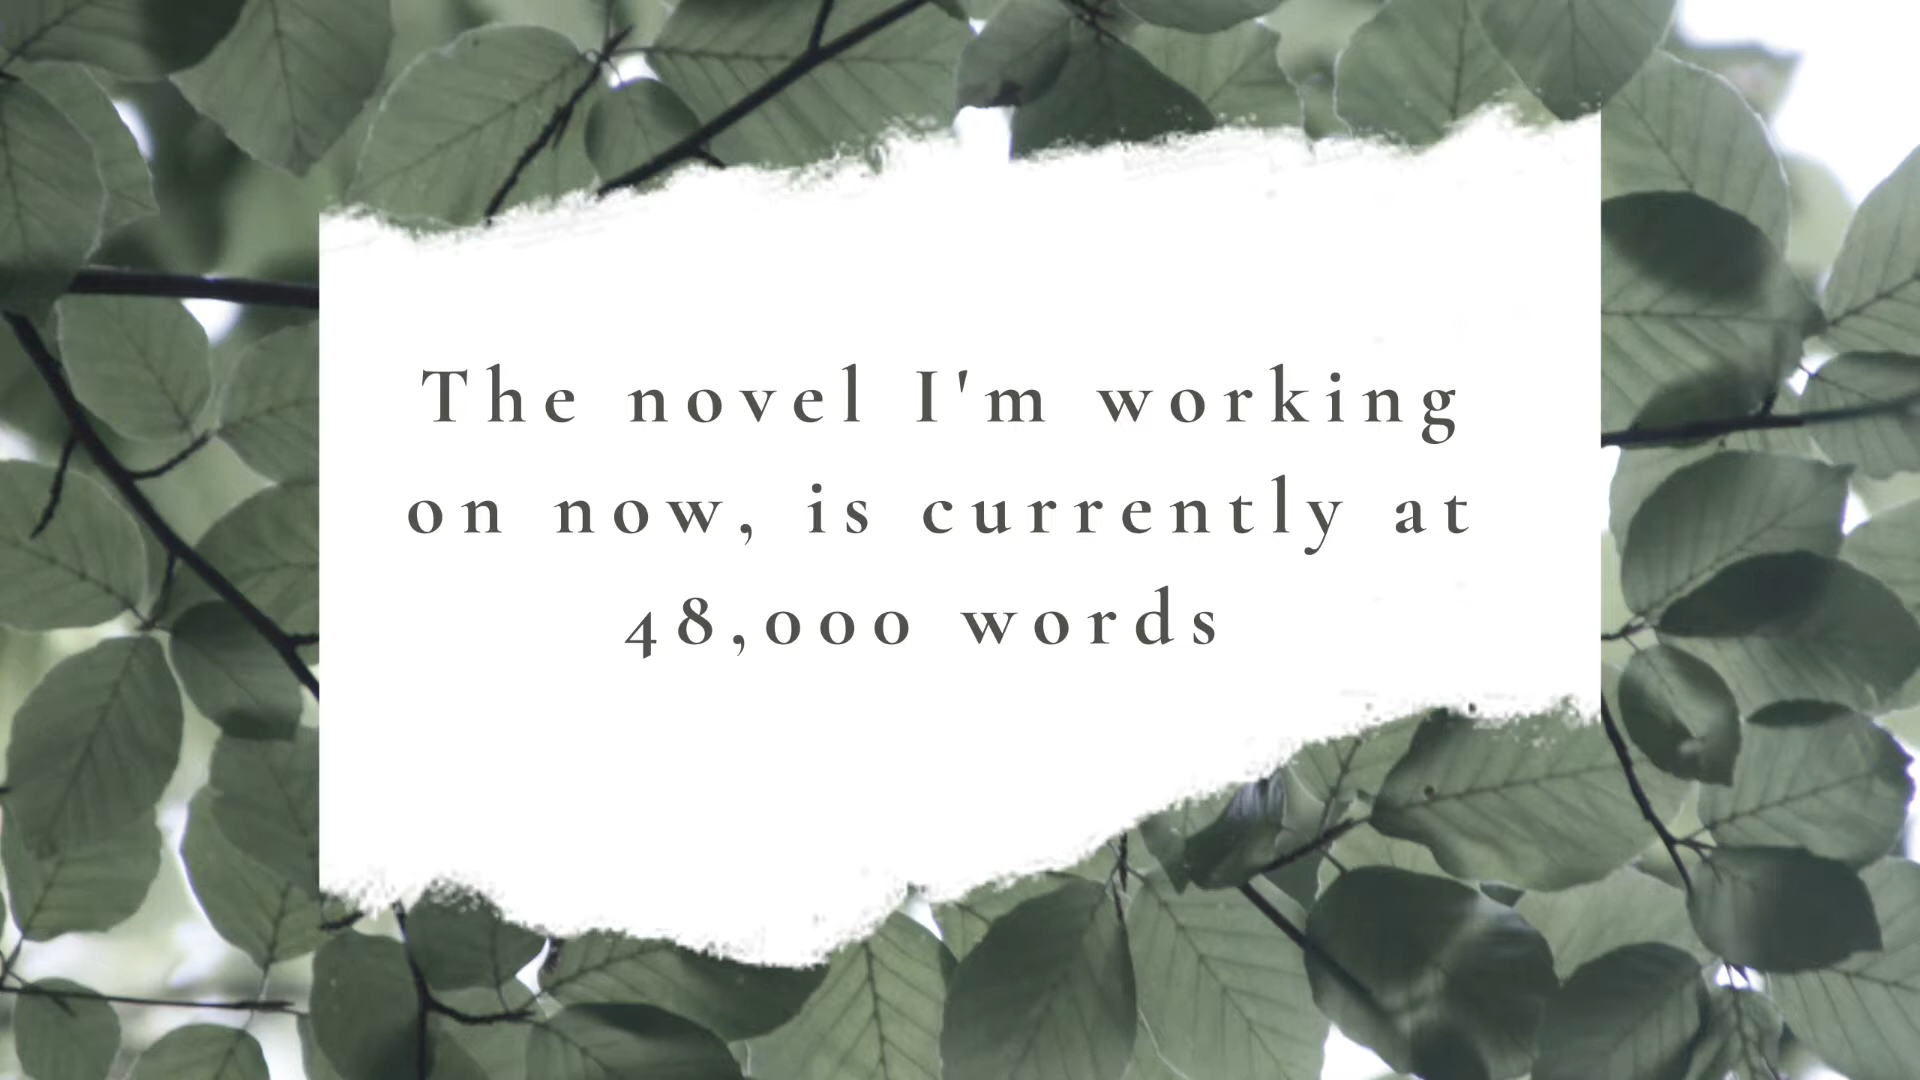 The novel I'm working
on now, is currently at
48,000 words